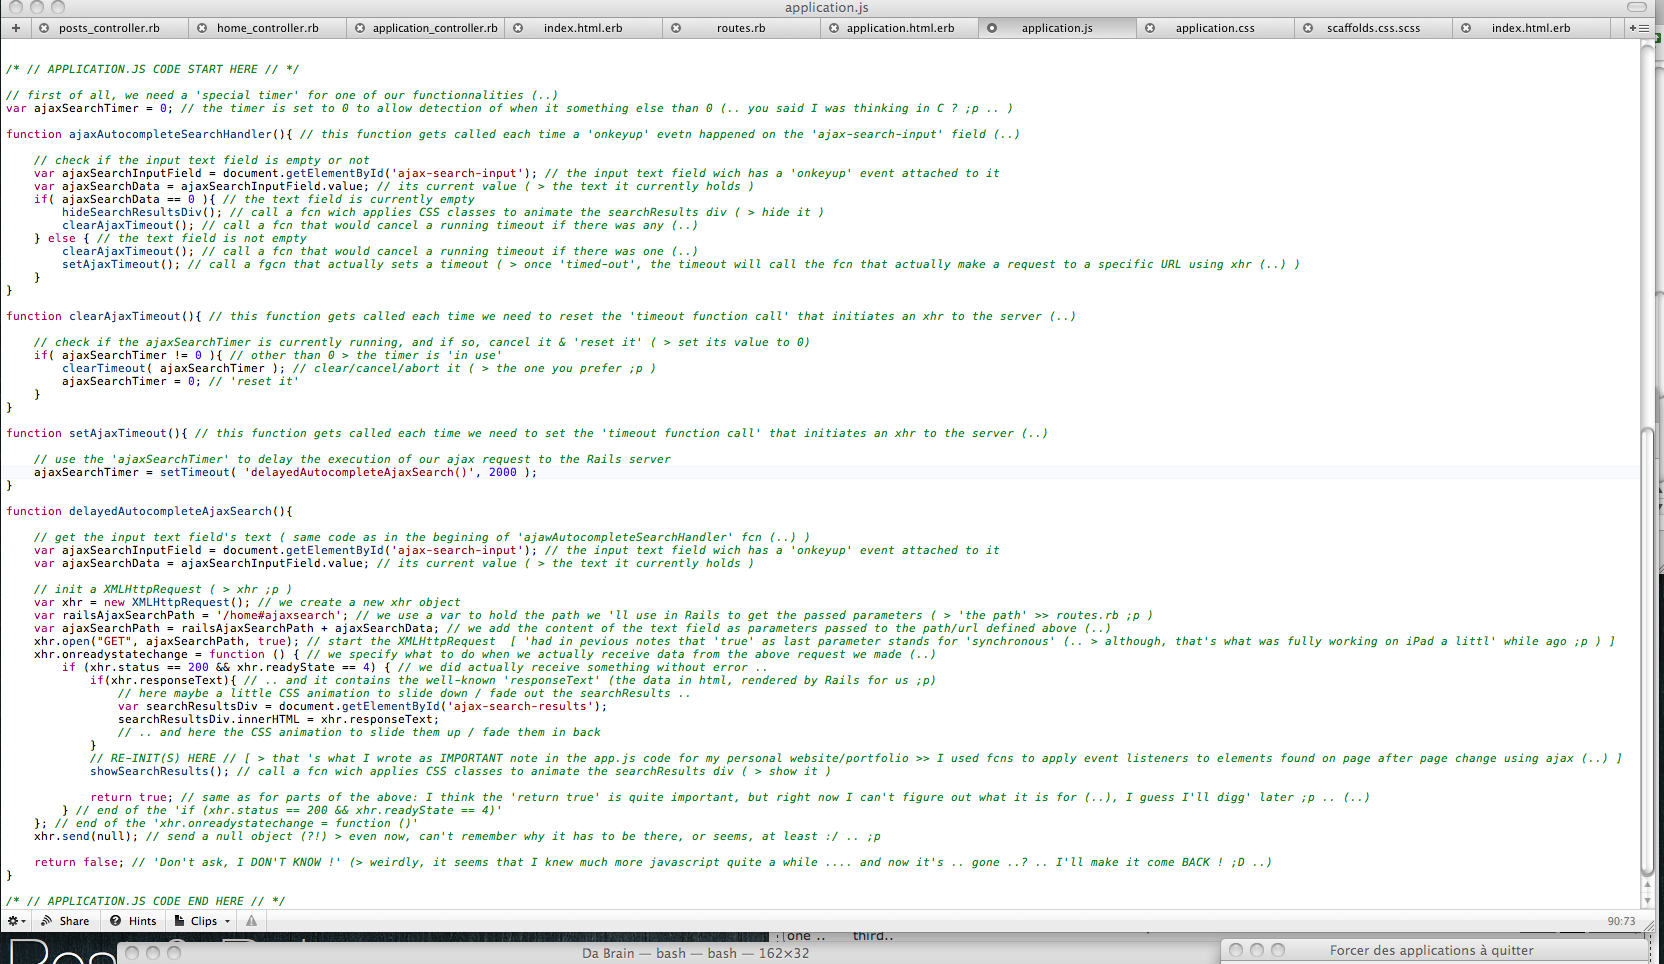 application.js
+ posts_controller.rb home_controller.rb application_controller.rb index.html.erb routes.rb application.html.erb application.js application.css scaffolds.css.scss index.html.erb +
/* // APPLICATION.JS CODE START HERE // */
// first of all, we need a 'special timer' for one of our functionnalities (..)
var ajaxSearchTimer = 0; // the timer is set to 0 to allow detection of when it something else than 0 (.. you said I was thinking in C ? ;p .. )
function ajaxAutocompleteSearchHandler(){ // this function gets called each time a 'onkeyup' evetn happened on the 'ajax-search-input' field (..)
// check if the input text field is empty or not
var ajaxSearchInputField = document.getElementById('ajax-search-input'); // the input text field wich has a 'onkeyup' event attached to it
var ajaxSearchData = ajaxSearchInputField.value; // its current value ( > the text it currently holds )
if( ajaxSearchData == 0 ){ // the text field is currently empty
hideSearchResultsDiv(); // call a fcn wich applies CSS classes to animate the searchResults div ( > hide it )
clearAjaxTimeout(); // call a fcn that would cancel a running timeout if there was any (..)
} else { // the text field is not empty
clearAjaxTimeout(); // call a fcn that would cancel a running timeout if there was one (..)
setAjaxTimeout(); // call a fgcn that actually sets a timeout ( > once 'timed-out', the timeout will call the fcn that actually make a request to a specific URL using xhr (..) )
}
}
function clearAjaxTimeout(){ // this function gets called each time we need to reset the 'timeout function call' that initiates an xhr to the server (..)
// check if the ajaxSearchTimer is currently running, and if so, cancel it & 'reset it' ( > set its value to 0)
if( ajaxSearchTimer != 0 ){ // other than 0 > the timer is 'in use'
clearTimeout( ajaxSearchTimer ); // clear/cancel/abort it ( > the one you prefer ;p )
ajaxSearchTimer = 0; // 'reset it'
}
}
function setAjaxTimeout(){ // this function gets called each time we need to set the 'timeout function call' that initiates an xhr to the server (..)
// use the 'ajaxSearchTimer' to delay the execution of our ajax request to the Rails server
ajaxSearchTimer = setTimeout( 'delayedAutocompleteAjaxSearch()', 2000 );
}
function delayedAutocompleteAjaxSearch(){
// get the input text field's text ( same code as in the begining of 'ajawAutocompleteSearchHandler' fcn (..) )
var ajaxSearchInputField = document.getElementById('ajax-search-input'); // the input text field wich has a 'onkeyup' event attached to it
var ajaxSearchData = ajaxSearchInputField.value; // its current value ( > the text it currently holds )
// init a XMLHttpRequest ( > xhr ;p )
var xhr = new XMLHttpRequest(); // we create a new xhr object
var railsAjaxSearchPath = '/home#ajaxsearch'; // we use a var to hold the path we 'll use in Rails to get the passed parameters ( > 'the path' >> routes.rb ;p )
var ajaxSearchPath = railsAjaxSearchPath + ajaxSearchData; // we add the content of the text field as parameters passed to the path/url defined above (..)
xhr.open("GET", ajaxSearchPath, true); // start the XMLHttpRequest  [ 'had in pevious notes that 'true' as last parameter stands for 'synchronous' (.. > although, that's what was fully working on iPad a littl' while ago ;p ) ]
xhr.onreadystatechange = function () { // we specify what to do when we actually receive data from the above request we made (..)
if (xhr.status == 200 && xhr.readyState == 4) { // we did actually receive something without error ..
if(xhr.responseText){ // .. and it contains the well-known 'responseText' (the data in html, rendered by Rails for us ;p)
// here maybe a little CSS animation to slide down / fade out the searchResults ..
var searchResultsDiv = document.getElementById('ajax-search-results');
searchResultsDiv.innerHTML = xhr.responseText;
// .. and here the CSS animation to slide them up / fade them in back
}
// RE-INIT(S) HERE // [ > that 's what I wrote as IMPORTANT note in the app.js code for my personal website/portfolio >> I used fcns to apply event listeners to elements found on page after page change using ajax (..) ]
showSearchResults(); // call a fcn wich applies CSS classes to animate the searchResults div ( > show it )
return true; // same as for parts of the above: I think the 'return true' is quite important, but right now I can't figure out what it is for (..), I guess I'll digg' later ;p .. (..)
} // end of the 'if (xhr.status == 200 && xhr.readyState == 4)'
}; // end of the 'xhr.onreadystatechange = function ()'
xhr.send(null); // send a null object (?!) > even now, can't remember why it has to be there, or seems, at least :/ .. ;p
return false; // 'Don't ask, I DON'T KNOW !' (> weirdly, it seems that I knew much more javascript quite a while .... and now it's .. gone ..? .. I'll make it come BACK ! ;D ..)
}
/* // APPLICATION.JS CODE END HERE // */
Share Hints Clips 90:73
one .. third..
Da Brain — bash — bash — 162×32
Forcer des applications à quitter